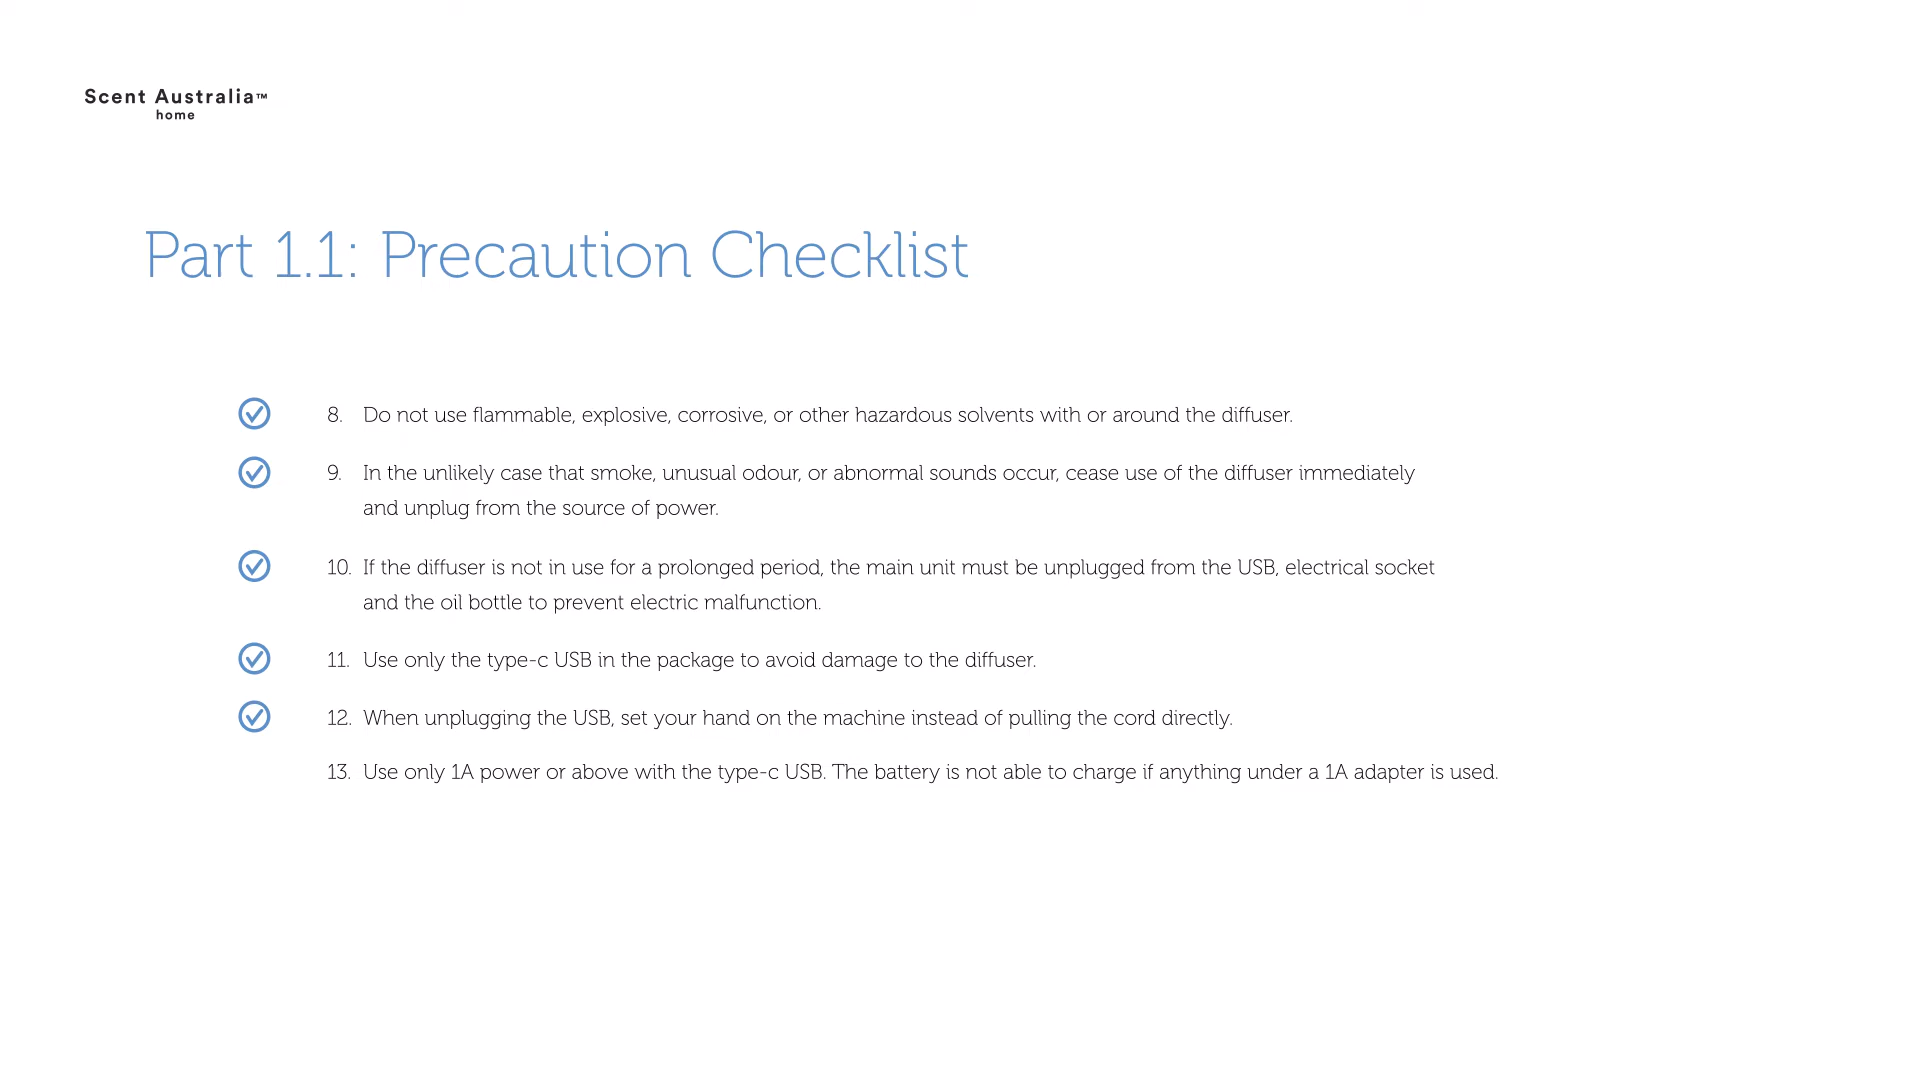 Scent Australia™
home
Part 1.1: Precaution Checklist
8. Do not use flammable, explosive, corrosive, or other hazardous solvents with or around the diffuser.
9. In the unlikely case that smoke, unusual odour, or abnormal sounds occur, cease use of the diffuser immediately
and unplug from the source of power.
10. If the diffuser is not in use for a prolonged period, the main unit must be unplugged from the USB, electrical socket
and the oil bottle to prevent electric malfunction.
11. Use only the type-c USB in the package to avoid damage to the diffuser.
12. When unplugging the USB, set your hand on the machine instead of pulling the cord directly.
13. Use only 1A power or above with the type-c USB. The battery is not able to charge if anything under a 1A adapter is used.